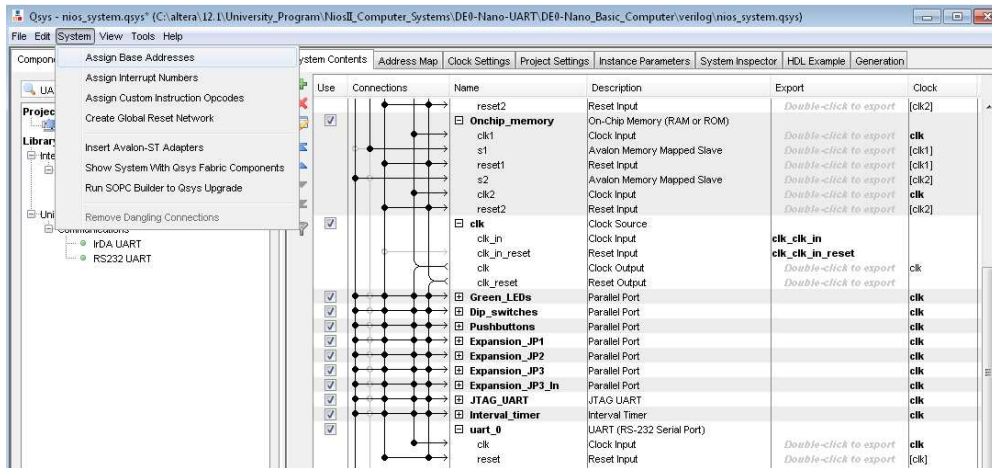 Qsys - nios_system.qsys* (C:\altera\12.1\University_Program\NiosII_Computer_Systems\DE0-Nano-UART\DE0-Nano_Basic_Computer\verilog\nios_system.qsys)
File Edit System View Tools Help
Assign Base Addresses
Assign Interrupt Numbers
Assign Custom Instruction Opcodes
Create Global Reset Network
Insert Avalon-ST Adapters
Show System With Qsys Fabric Components
Run SOPC Builder to Qsys Upgrade
Remove Dangling Connections
IrDA UART
RS232 UART
Contents Address Map Clock Settings Project Settings Instance Parameters System Inspector HDL Example Generation
Use Connections Name Description Export Clock
reset2 Reset Input Double-click to export [clk2]
Onchip_memory On-Chip Memory (RAM or ROM)
clk1 Clock Input Double-click to export clk
s1 Avalon Memory Mapped Slave Double-click to export [clk1]
reset1 Reset Input Double-click to export [clk1]
s2 Avalon Memory Mapped Slave Double-click to export [clk2]
clk2 Clock Input Double-click to export clk
reset2 Reset Input Double-click to export [clk2]
clk Clock Source
clk_in Clock Input clk_clk_in
clk_in_reset Reset Input clk_clk_in_reset
clk Clock Output Double-click to export clk
clk_reset Reset Output Double-click to export
Green_LEDs Parallel Port clk
Dip_switches Parallel Port clk
Pushbuttons Parallel Port clk
Expansion_JP1 Parallel Port clk
Expansion_JP2 Parallel Port clk
Expansion_JP3 Parallel Port clk
Expansion_JP3_In Parallel Port clk
JTAG_UART JTAG UART clk
Interval_timer Interval Timer clk
uart_0 UART (RS-232 Serial Port)
clk Clock Input Double-click to export clk
reset Reset Input Double-click to export [clk]